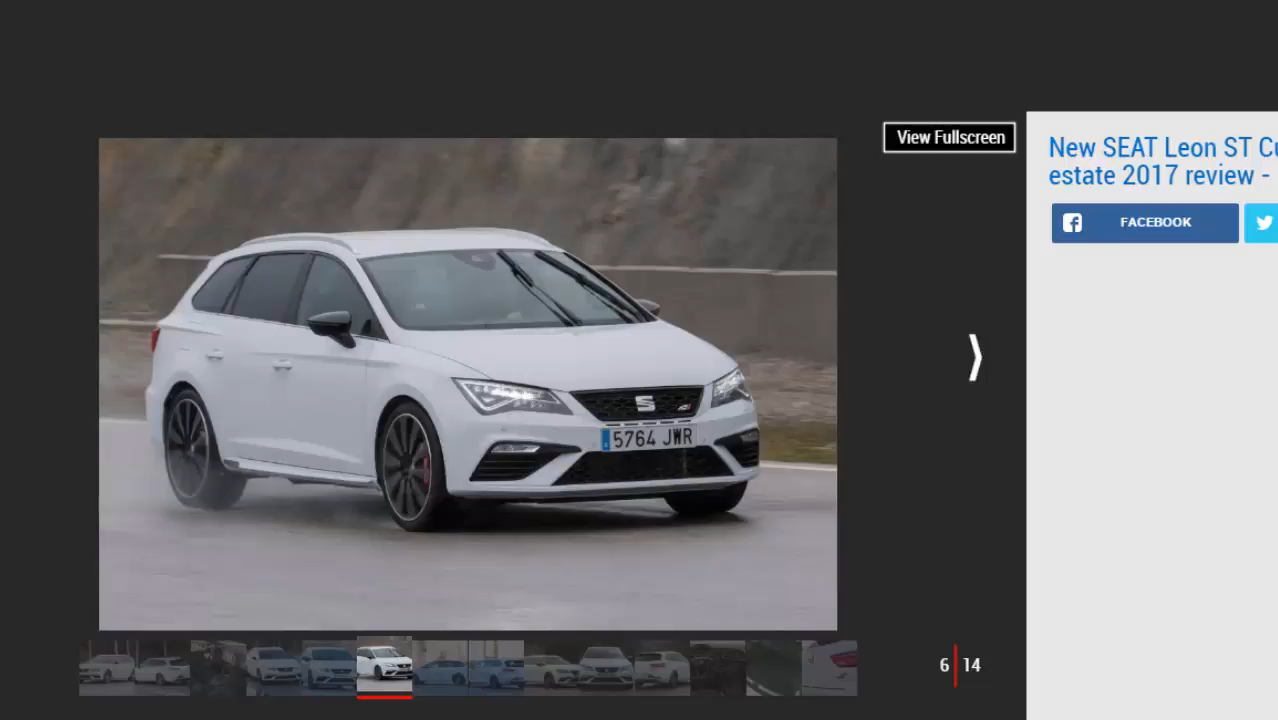 View Fullscreen
New SEAT Leon ST Cu
estate 2017 review -
FACEBOOK
5764 JWR
6 14